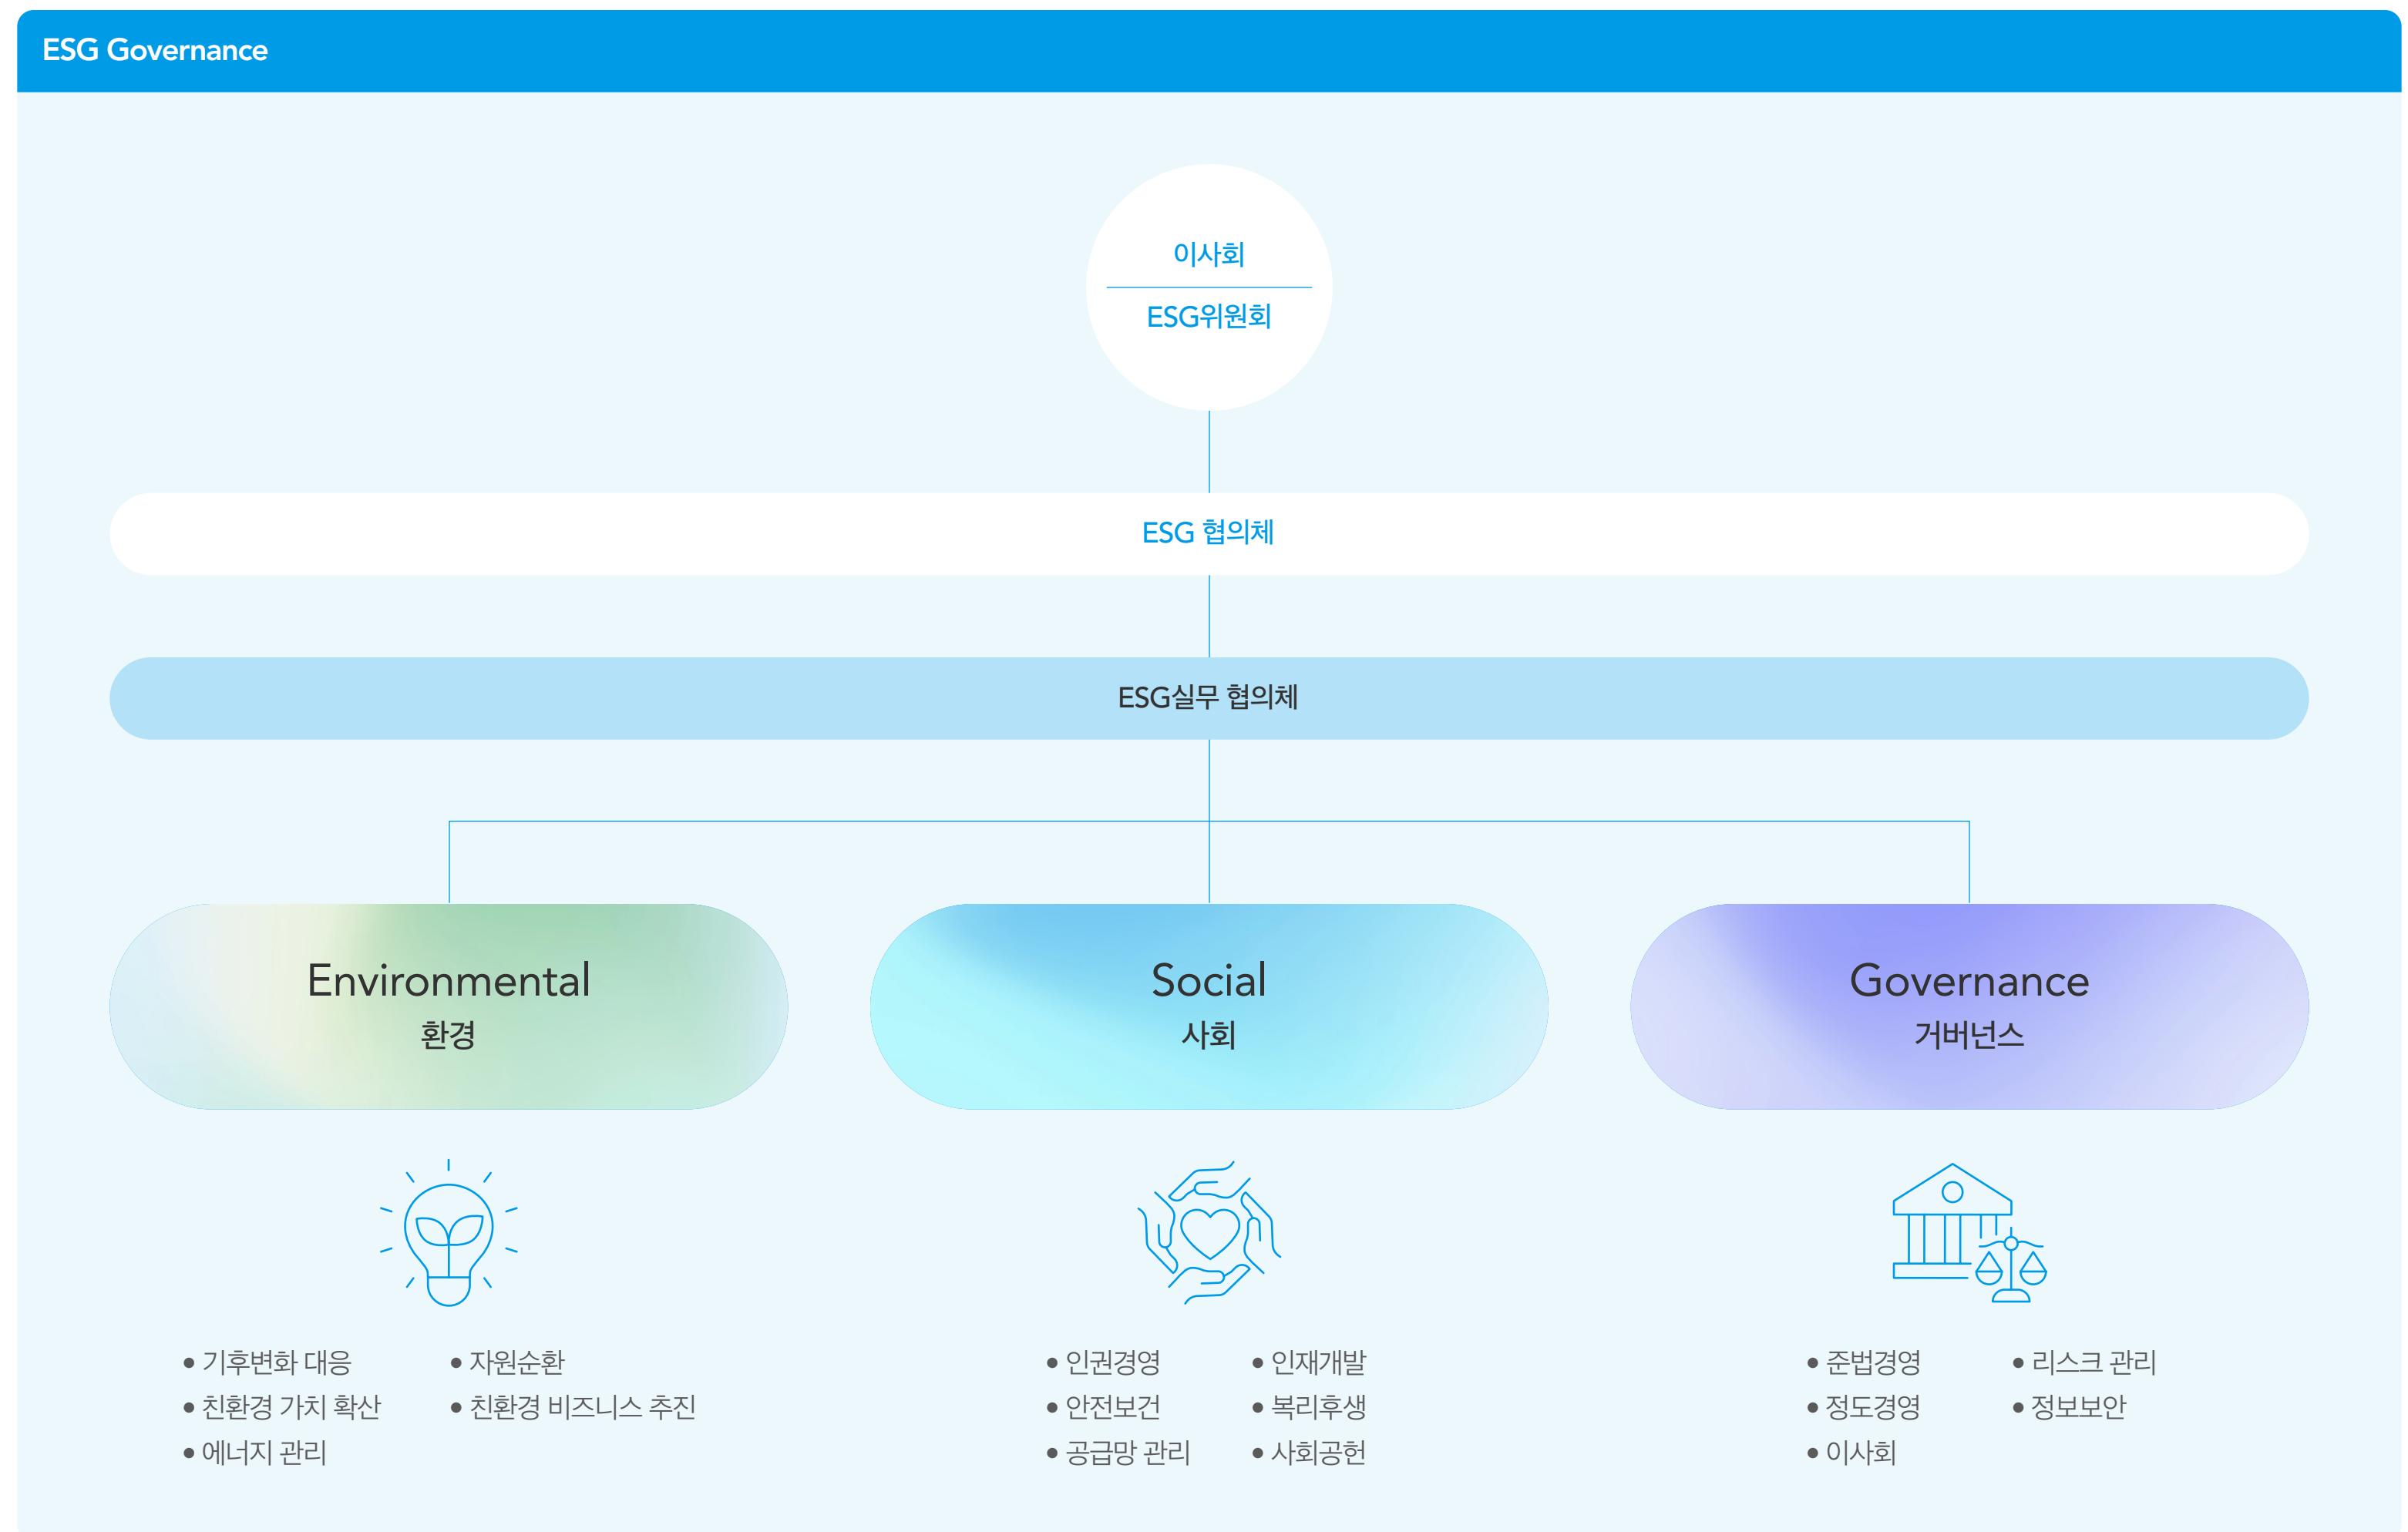 ESG Governance
이사회
ESG위원회
ESG 협의체
ESG실무 협의체
Environmental
환경
Social
사회
Governance
거버넌스
• 기후변화 대응
• 친환경 가치 확산
• 에너지 관리
• 자원순환
• 친환경 비즈니스 추진
• 인권경영
• 안전보건
• 공급망 관리
• 인재개발
• 복리후생
• 사회공헌
• 준법경영
• 정도경영
• 이사회
• 리스크 관리
• 정보보안